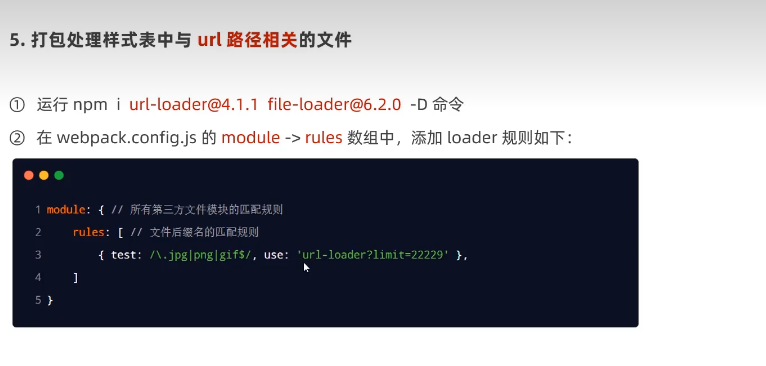 5. 打包处理样式表中与 url 路径相关的文件
① 运行 npm i url-loader@4.1.1 file-loader@6.2.0 -D 命令
② 在 webpack.config.js 的 module -> rules 数组中，添加 loader 规则如下：
1 module: { // 所有第三方文件模块的匹配规则
2 rules: [ // 文件后缀名的匹配规则
3 { test: /\.jpg|png|gif$/, use: 'url-loader?limit=22229' },
4 ]
5 }